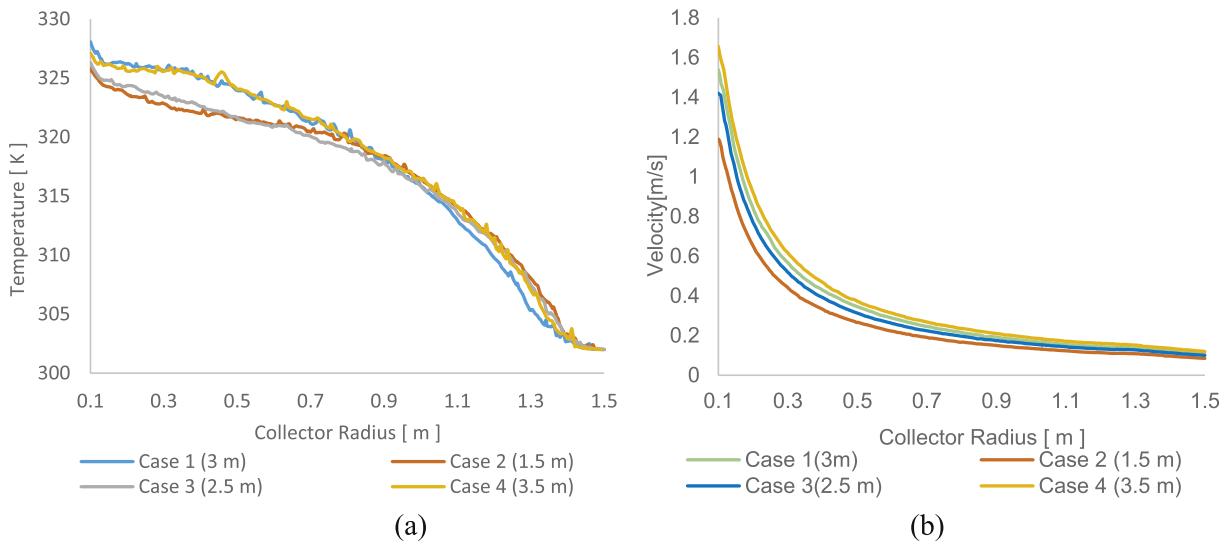 330
325
320
315
310
305
300
Temperature [ K ]
0.1 0.3 0.5 0.7 0.9 1.1 1.3 1.5
Collector Radius [ m ]
Case 1 (3 m) Case 2 (1.5 m)
Case 3 (2.5 m) Case 4 (3.5 m)
(a)
1.8
1.6
1.4
1.2
1
0.8
0.6
0.4
0.2
0
Velocity[m/s]
0.1 0.3 0.5 0.7 0.9 1.1 1.3 1.5
Collector Radius [ m ]
Case 1(3m) Case 2 (1.5 m)
Case 3(2.5 m) Case 4 (3.5 m)
(b)